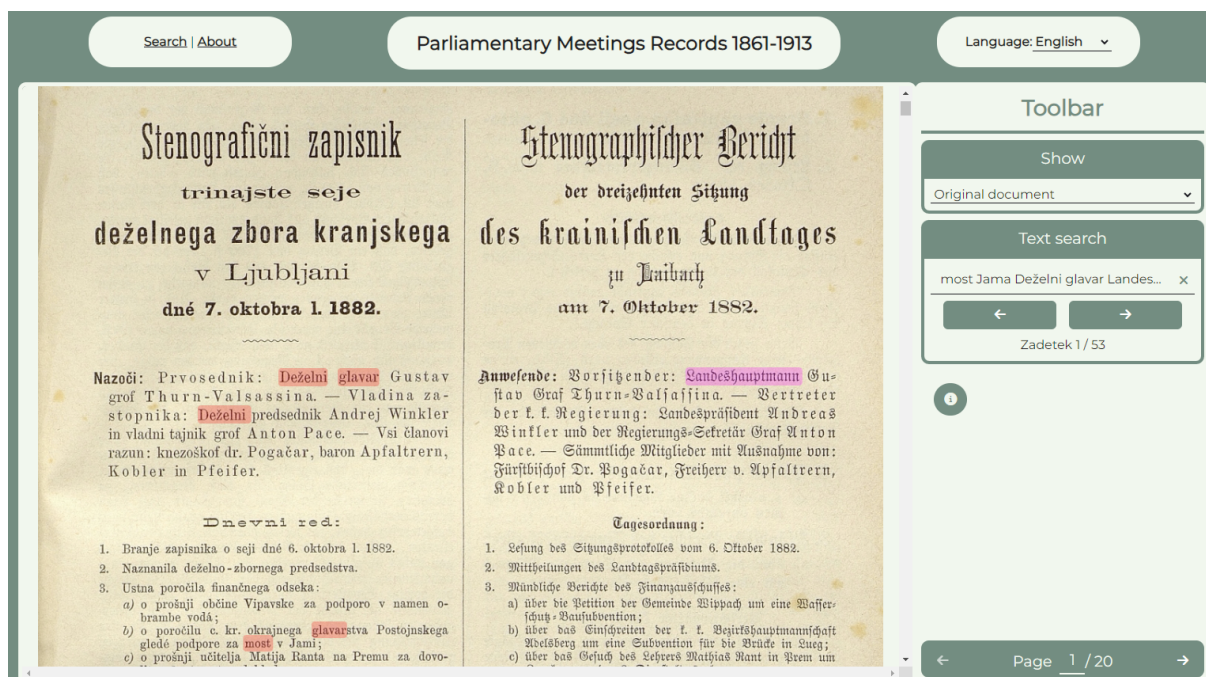 Search | About
Parliamentary Meetings Records 1861-1913
Language: English
Stenografični zapisnik
trinajste seje
deželnega zbora kranjskega
v Ljubljani
dné 7. oktobra l. 1882.
Nazoči: Prvosednik: Deželni glavar Gustav
grof Thurn-Valsassina. — Vladina za-
stopnika: Deželni predsednik Andrej Winkler
in vladni tajnik grof Anton Pace. — Vsi članovi
razun: knezoškof dr. Pogačar, baron Apfaltrern,
Kobler in Pfeifer.
Dnevni red:
1. Branje zapisnika o seji dné 6. oktobra l. 1882.
2. Naznanila deželno-zbornega predsedstva.
3. Ustna poročila finančnega odseka:
a) o prošnji občine Vipavske za podporo v namen o-
brambe vodá;
b) o poročilu c. kr. okrajnega glavarstva Postojnskega
gledé podpore za most v Jami;
c) o prošnji učitelja Matija Ranta na Premu za dovo-
Stenographiſcher Bericht
der dreizehnten Sitzung
des krainiſchen Landtages
zu Laibach
am 7. Oktober 1882.
Anweſende: Vorſitzender: Landeshauptmann Gu-
ſtav Graf Thurn-Valſaſſina. — Vertreter
der k. k. Regierung: Landespräſident Andreas
Winkler und der Regierungs-Sekretär Graf Anton
Pace. — Sämmtliche Mitglieder mit Ausnahme von:
Fürſtbiſchof Dr. Pogačar, Freiherr v. Apfaltrern,
Kobler und Pfeifer.
Tagesordnung:
1. Leſung des Sitzungsprotokolles vom 6. Oktober 1882.
2. Mittheilungen des Landtagspräſidiums.
3. Mündliche Berichte des Finanzausſchuſſes:
a) über die Petition der Gemeinde Wippach um eine Waſſer-
ſchutz-Bauſubvention;
b) über das Einſchreiten der k. k. Bezirkshauptmannſchaft
Adelsberg um eine Subvention für die Brücke in Lueg;
c) über das Geſuch des Lehrers Mathias Rant in Prem um
Toolbar
Show
Original document
Text search
most Jama Deželni glavar Landes...
Zadetek 1 / 53
Page 1 / 20